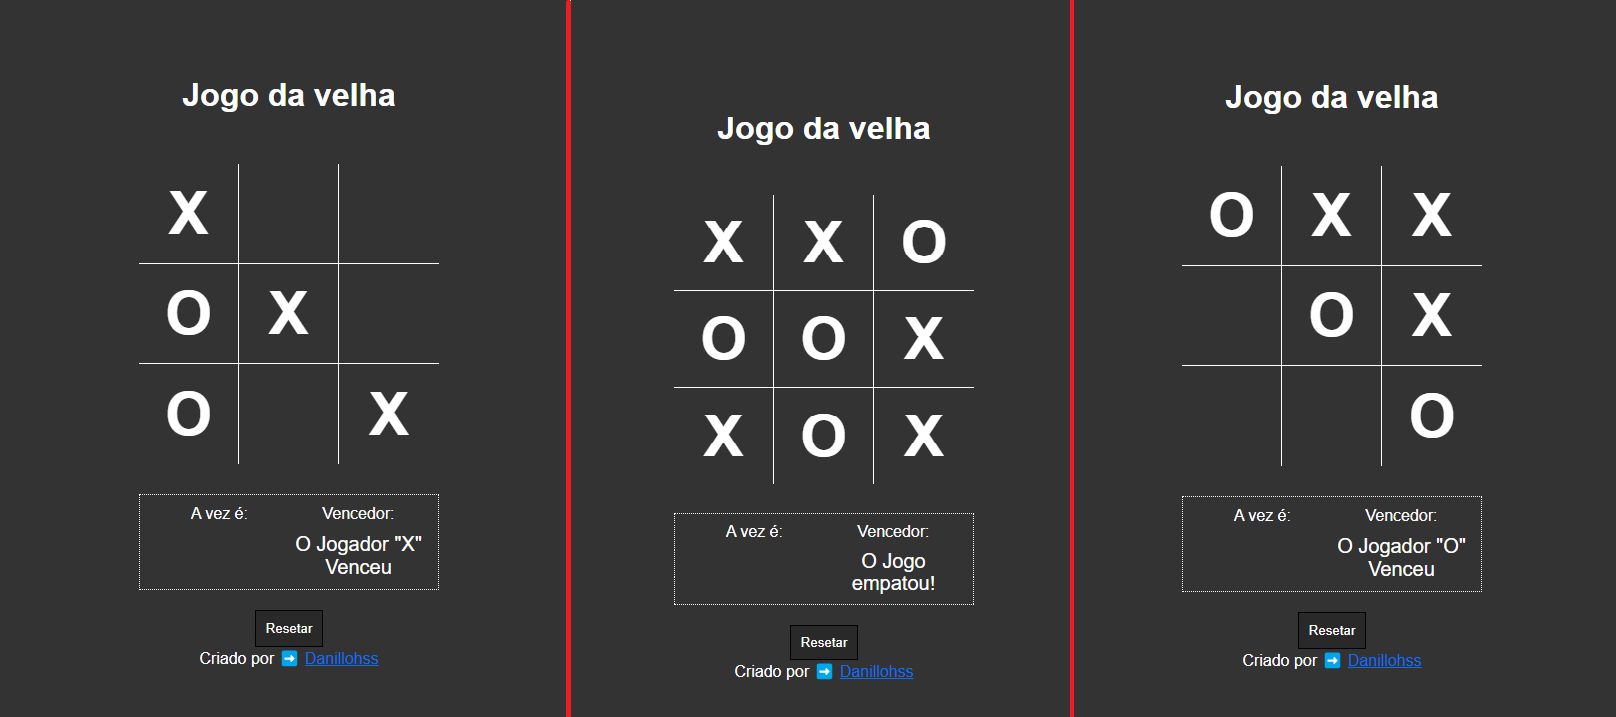 Jogo da velha
X
O X
O X
A vez é: Vencedor:
O Jogador "X"
Venceu
Resetar
Criado por ➡️ Danillohss
Jogo da velha
X X O
O O X
X O X
A vez é: Vencedor:
O Jogo
empatou!
Resetar
Criado por ➡️ Danillohss
Jogo da velha
O X X
O X
O
A vez é: Vencedor:
O Jogador "O"
Venceu
Resetar
Criado por ➡️ Danillohss